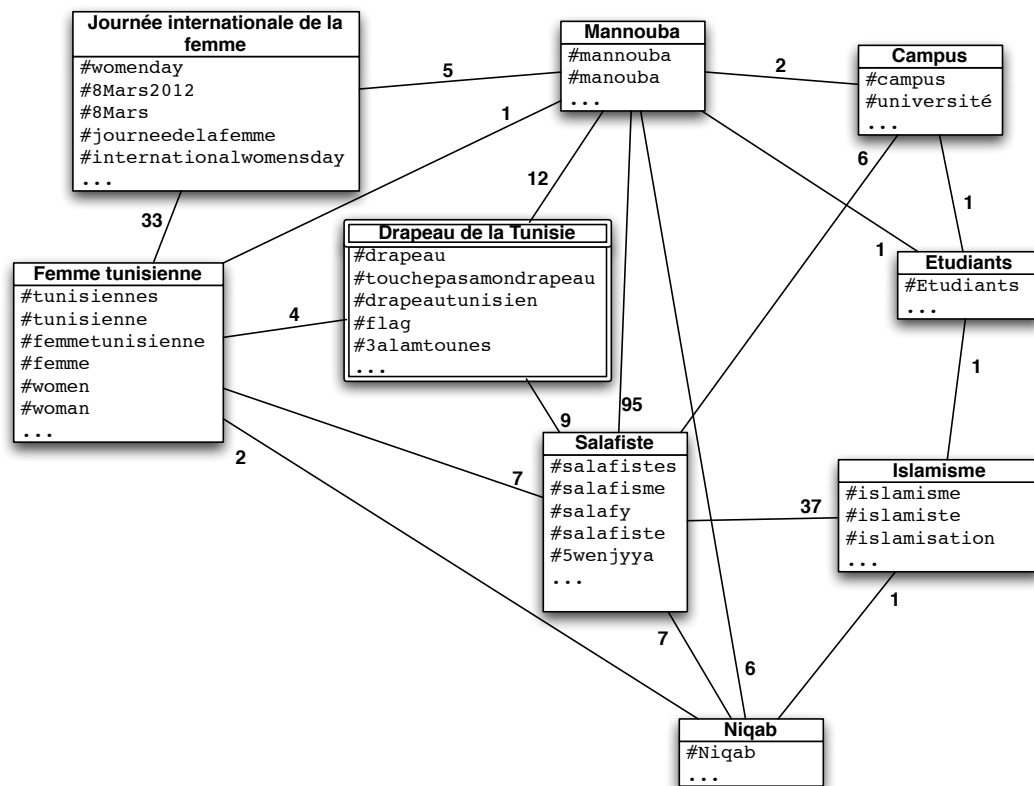 Journée internationale de la
femme
#womenday
#8Mars2012
#8Mars
#journeedelafemme
#internationalwomensday
...
Mannouba
#mannouba
#manouba
...
Campus
#campus
#université
...
5
2
1
6
12
33
1
Drapeau de la Tunisie
#drapeau
#touchepasamondrapeau
#drapeautunisien
#flag
#3alamtounes
...
Femme tunisienne
#tunisiennes
#tunisienne
#femmetunisienne
#femme
#women
#woman
...
1
Etudiants
#Etudiants
...
4
1
95
9
2
7
Salafiste
#salafistes
#salafisme
#salafy
#salafiste
#5wenjyya
...
37
Islamisme
#islamisme
#islamiste
#islamisation
...
1
7
6
Niqab
#Niqab
...